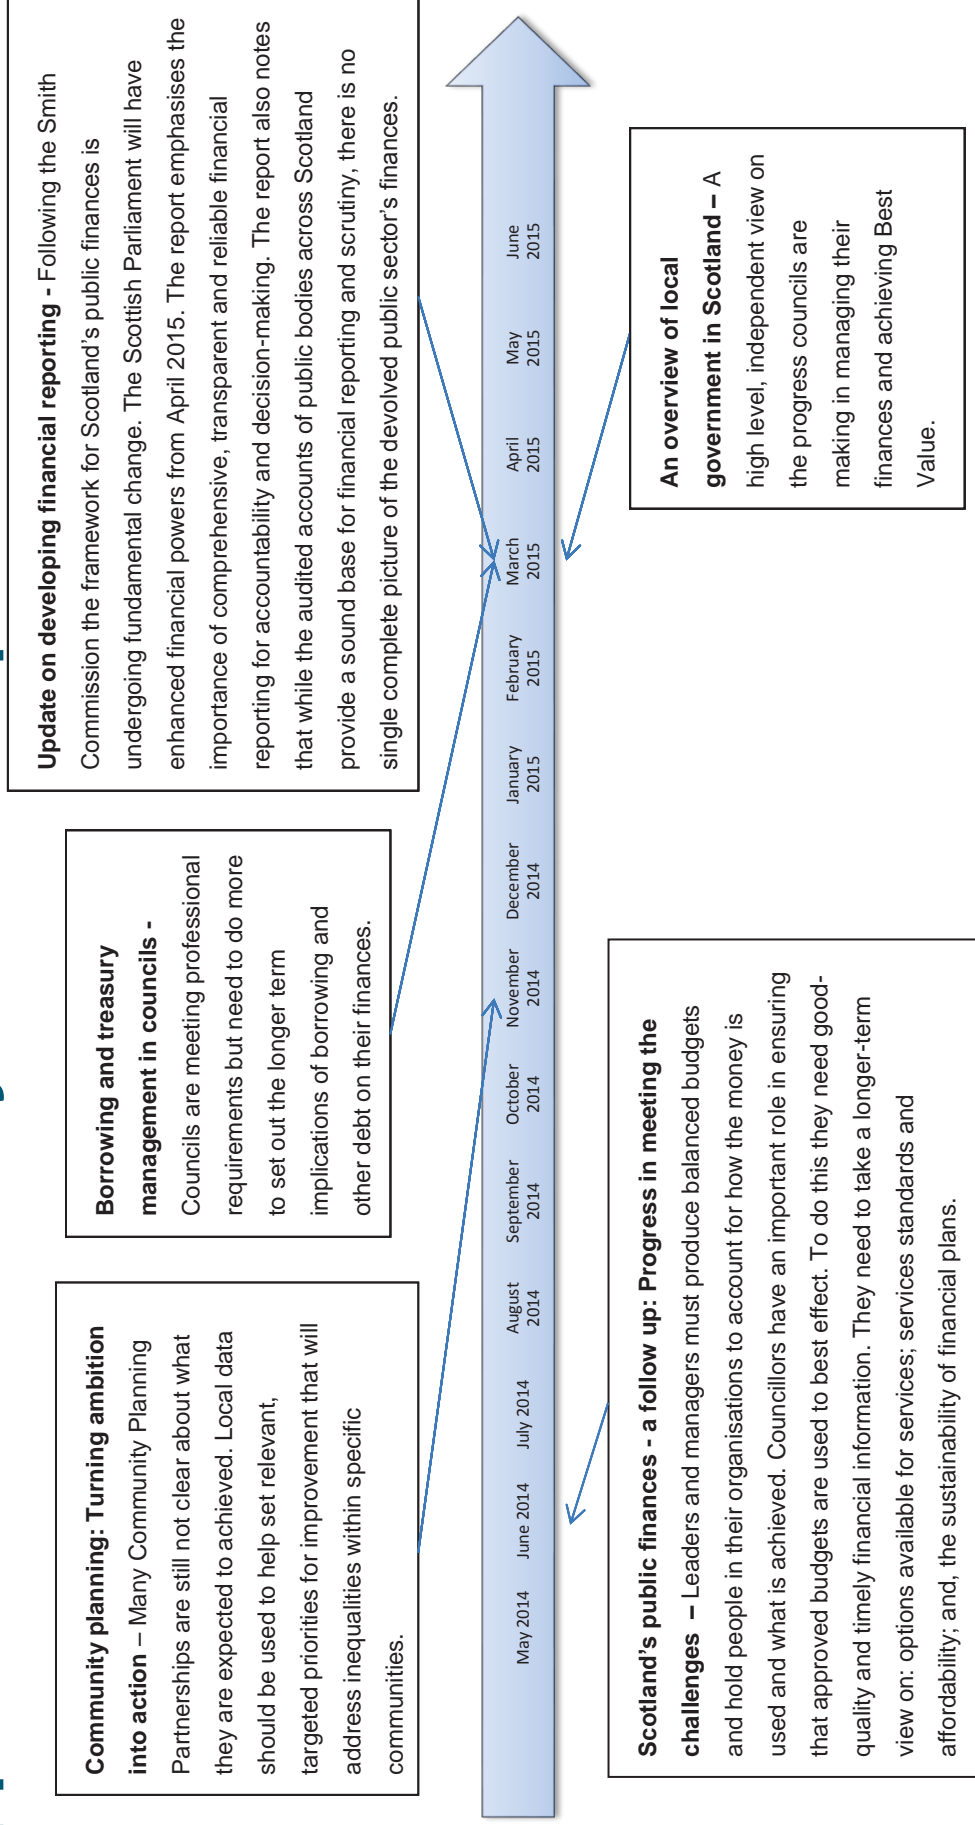 Community planning: Turning ambition
into action – Many Community Planning
Partnerships are still not clear about what
they are expected to achieved. Local data
should be used to help set relevant,
targeted priorities for improvement that will
address inequalities within specific
communities.
Borrowing and treasury
management in councils -
Councils are meeting professional
requirements but need to do more
to set out the longer term
implications of borrowing and
other debt on their finances.
Update on developing financial reporting - Following the Smith
Commission the framework for Scotland's public finances is
undergoing fundamental change. The Scottish Parliament will have
enhanced financial powers from April 2015. The report emphasises the
importance of comprehensive, transparent and reliable financial
reporting for accountability and decision-making. The report also notes
that while the audited accounts of public bodies across Scotland
provide a sound base for financial reporting and scrutiny, there is no
single complete picture of the devolved public sector's finances.
May 2014
June 2014
July 2014
August
2014
September
2014
October
2014
November
2014
December
2014
January
2015
February
2015
March
2015
April
2015
May
2015
June
2015
Scotland's public finances - a follow up: Progress in meeting the
challenges – Leaders and managers must produce balanced budgets
and hold people in their organisations to account for how the money is
used and what is achieved. Councillors have an important role in ensuring
that approved budgets are used to best effect. To do this they need good-
quality and timely financial information. They need to take a longer-term
view on: options available for services; services standards and
affordability; and, the sustainability of financial plans.
An overview of local
government in Scotland – A
high level, independent view on
the progress councils are
making in managing their
finances and achieving Best
Value.